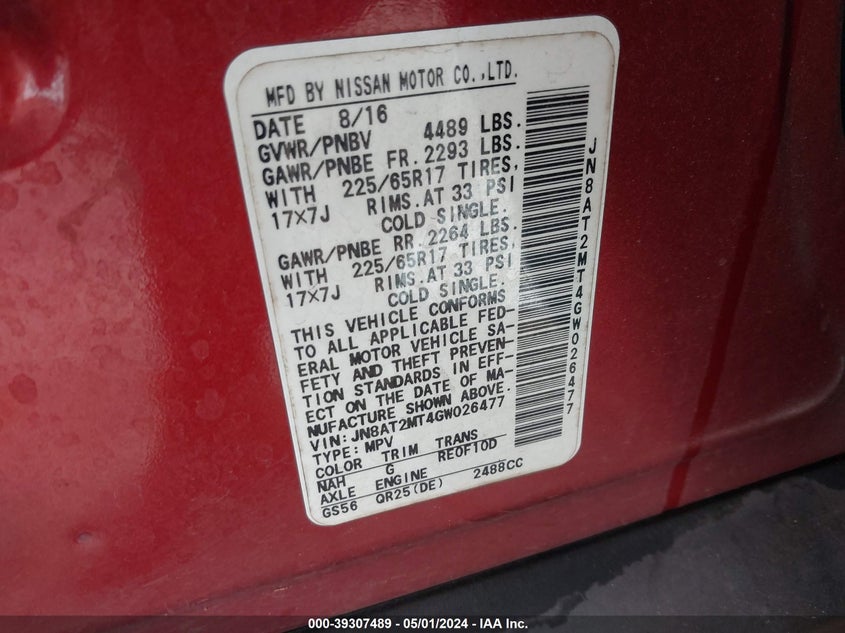 MFD BY NISSAN MOTOR CO.,LTD.
DATE 8/16
GVWR/PNBV 4489 LBS.
GAWR/PNBE FR. 2293 LBS.
WITH 225/65R17 TIRES,
17×7J RIMS.AT 33 PSI
COLD SINGLE.
GAWR/PNBE RR. 2264 LBS.
WITH 225/65R17 TIRES,
17×7J RIMS.AT 33 PSI
COLD SINGLE.
THIS VEHICLE CONFORMS
TO ALL APPLICABLE FED-
ERAL MOTOR VEHICLE SA-
FETY AND THEFT PREVEN-
TION STANDARDS IN EFF-
ECT ON THE DATE OF MA-
NUFACTURE SHOWN ABOVE.
VIN:JN8AT2MT4GW026477
TYPE:MPV
COLOR TRIM TRANS
NAH G RE0F10D
AXLE ENGINE
GS56 QR25(DE) 2488CC
JN8AT2MT4GW026477
000-39307489 - 05/01/2024 - IAA Inc.